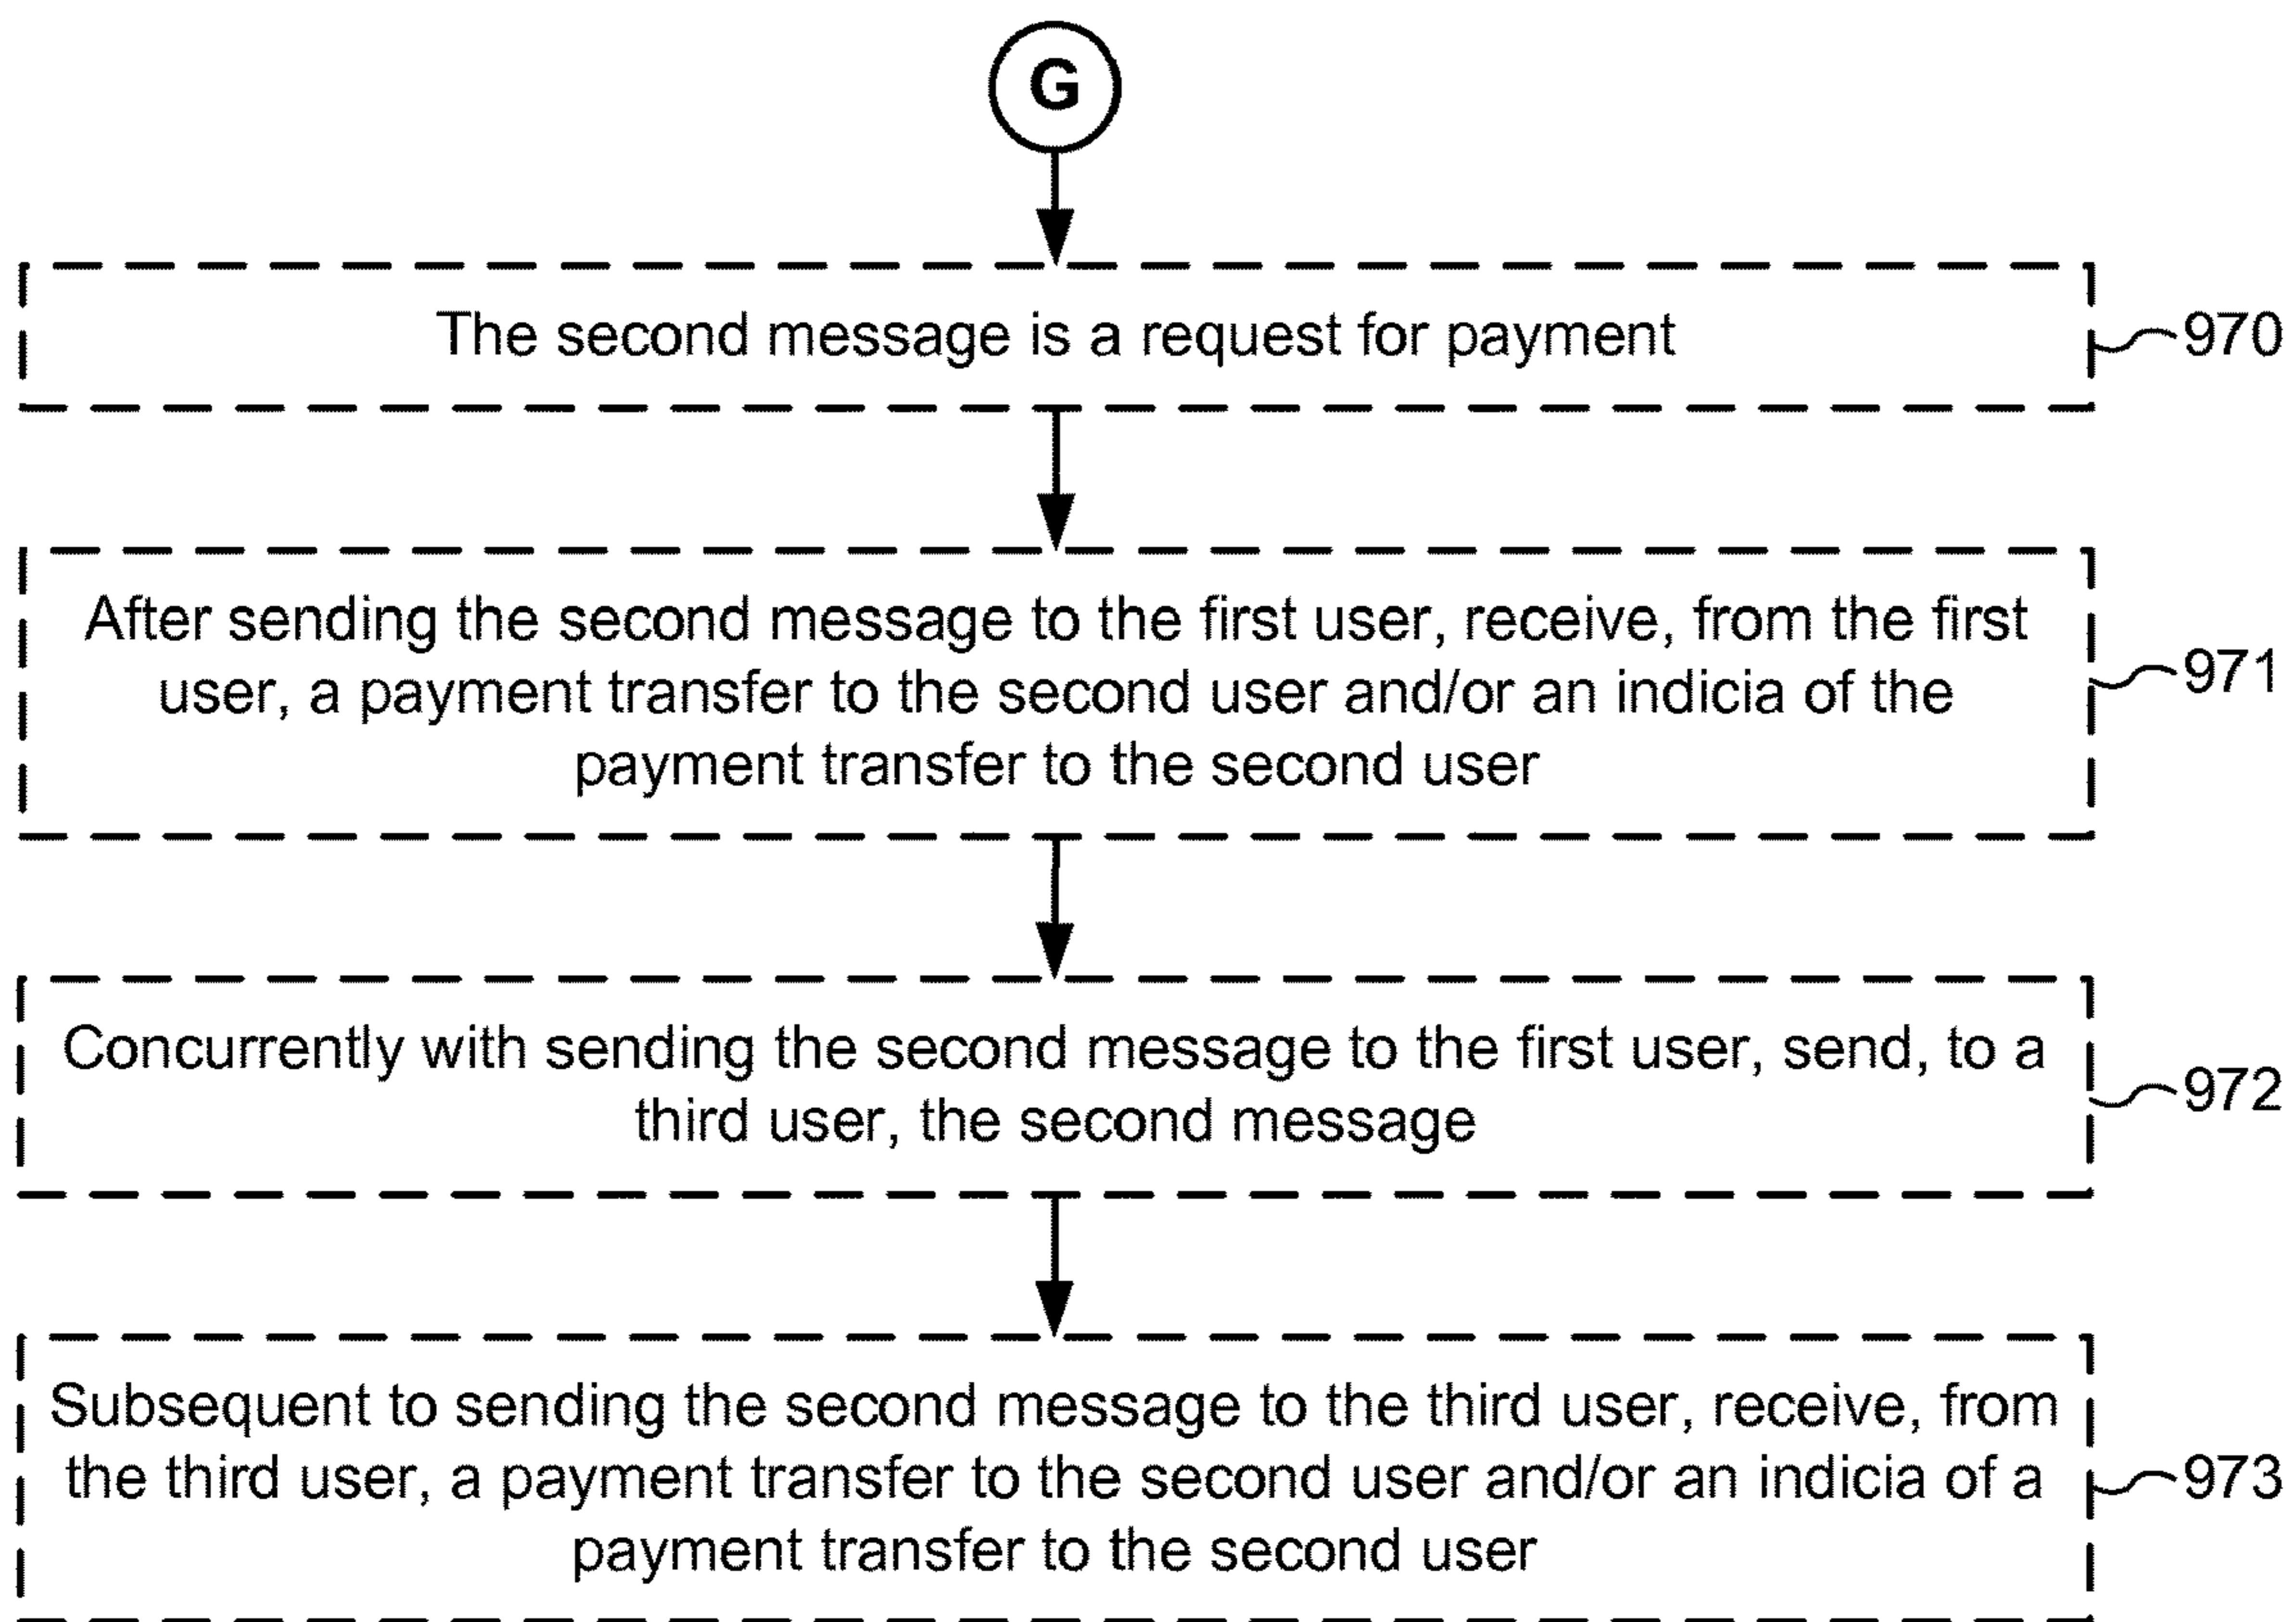 G
The second message is a request for payment
970
After sending the second message to the first user, receive, from the first
user, a payment transfer to the second user and/or an indicia of the
payment transfer to the second user
971
Concurrently with sending the second message to the first user, send, to a
third user, the second message
972
Subsequent to sending the second message to the third user, receive, from
the third user, a payment transfer to the second user and/or an indicia of a
payment transfer to the second user
973